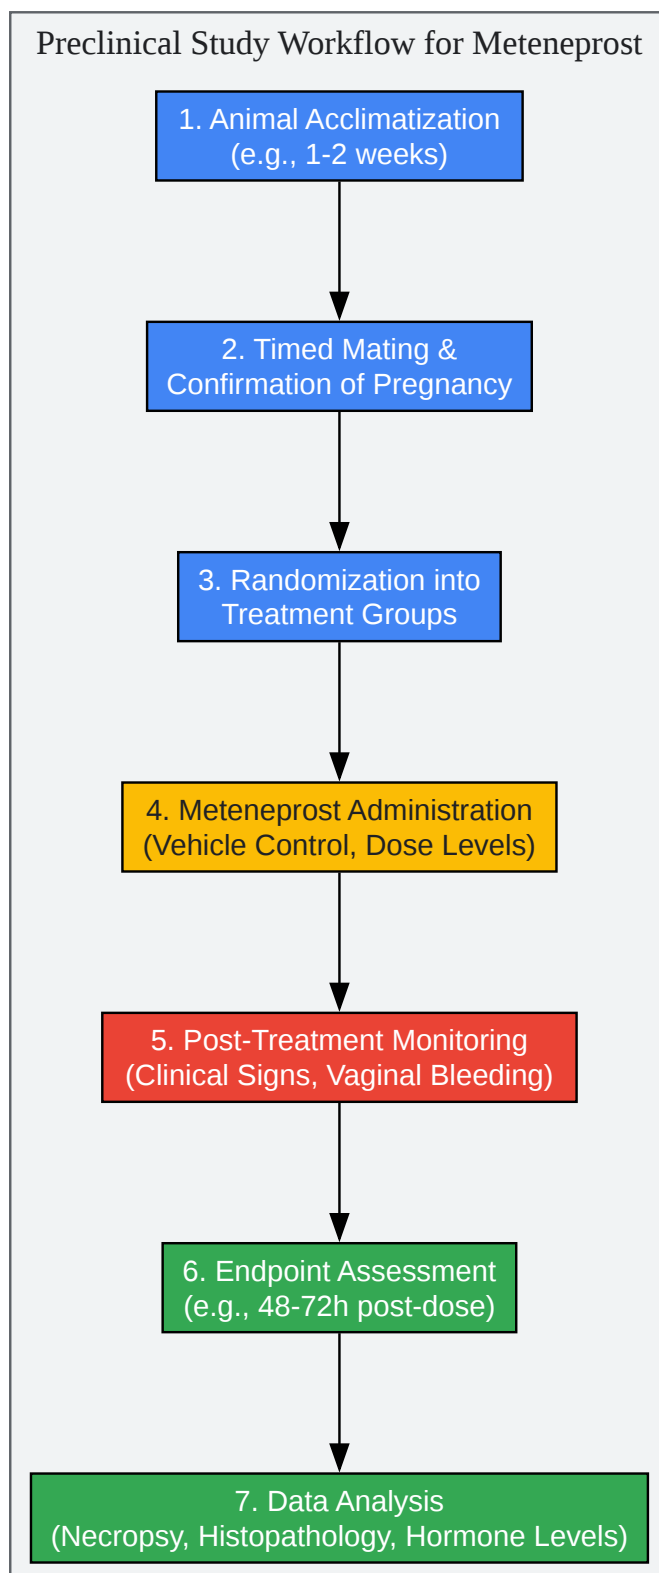 Preclinical Study Workflow for Meteneprost
1. Animal Acclimatization
(e.g., 1-2 weeks)
2. Timed Mating &
Confirmation of Pregnancy
3. Randomization into
Treatment Groups
4. Meteneprost Administration
(Vehicle Control, Dose Levels)
5. Post-Treatment Monitoring
(Clinical Signs, Vaginal Bleeding)
6. Endpoint Assessment
(e.g., 48-72h post-dose)
7. Data Analysis
(Necropsy, Histopathology, Hormone Levels)